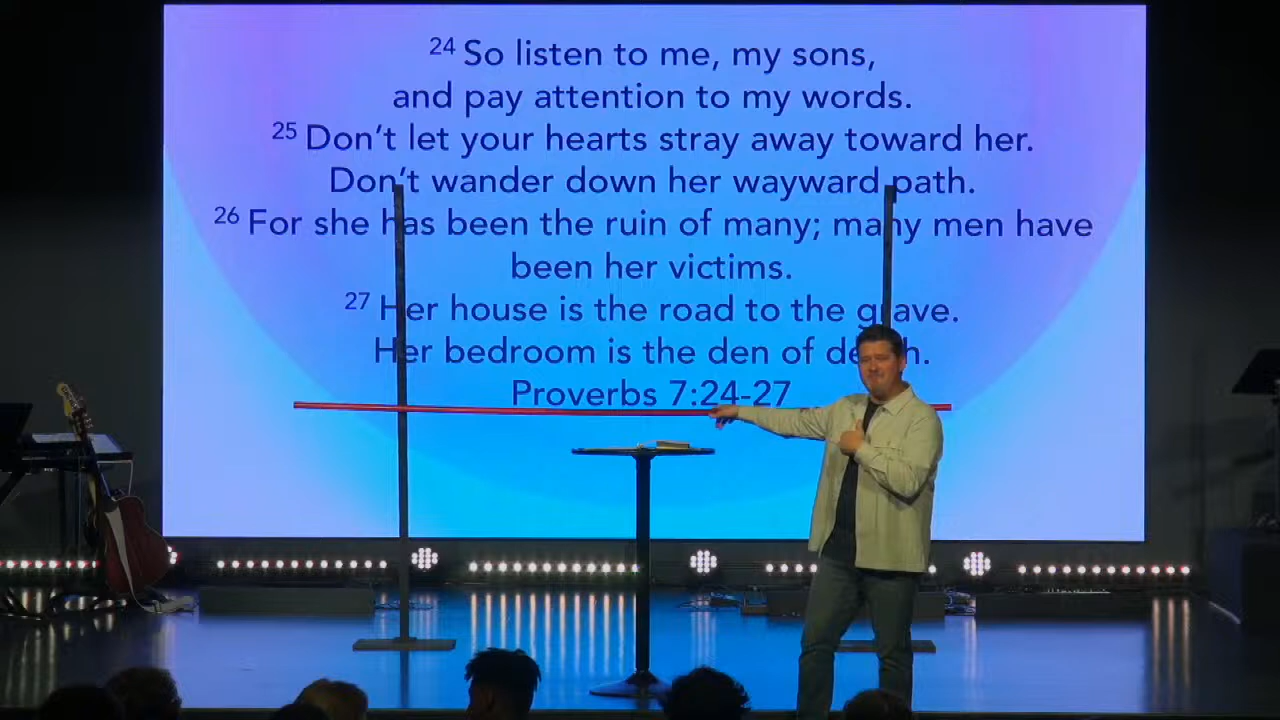 24 So listen to me, my sons,
and pay attention to my words.
25 Don't let your hearts stray away toward her.
Don't wander down her wayward path.
26 For she has been the ruin of many; many men have
been her victims.
27 Her house is the road to the grave.
Her bedroom is the den of death.
Proverbs 7:24-27